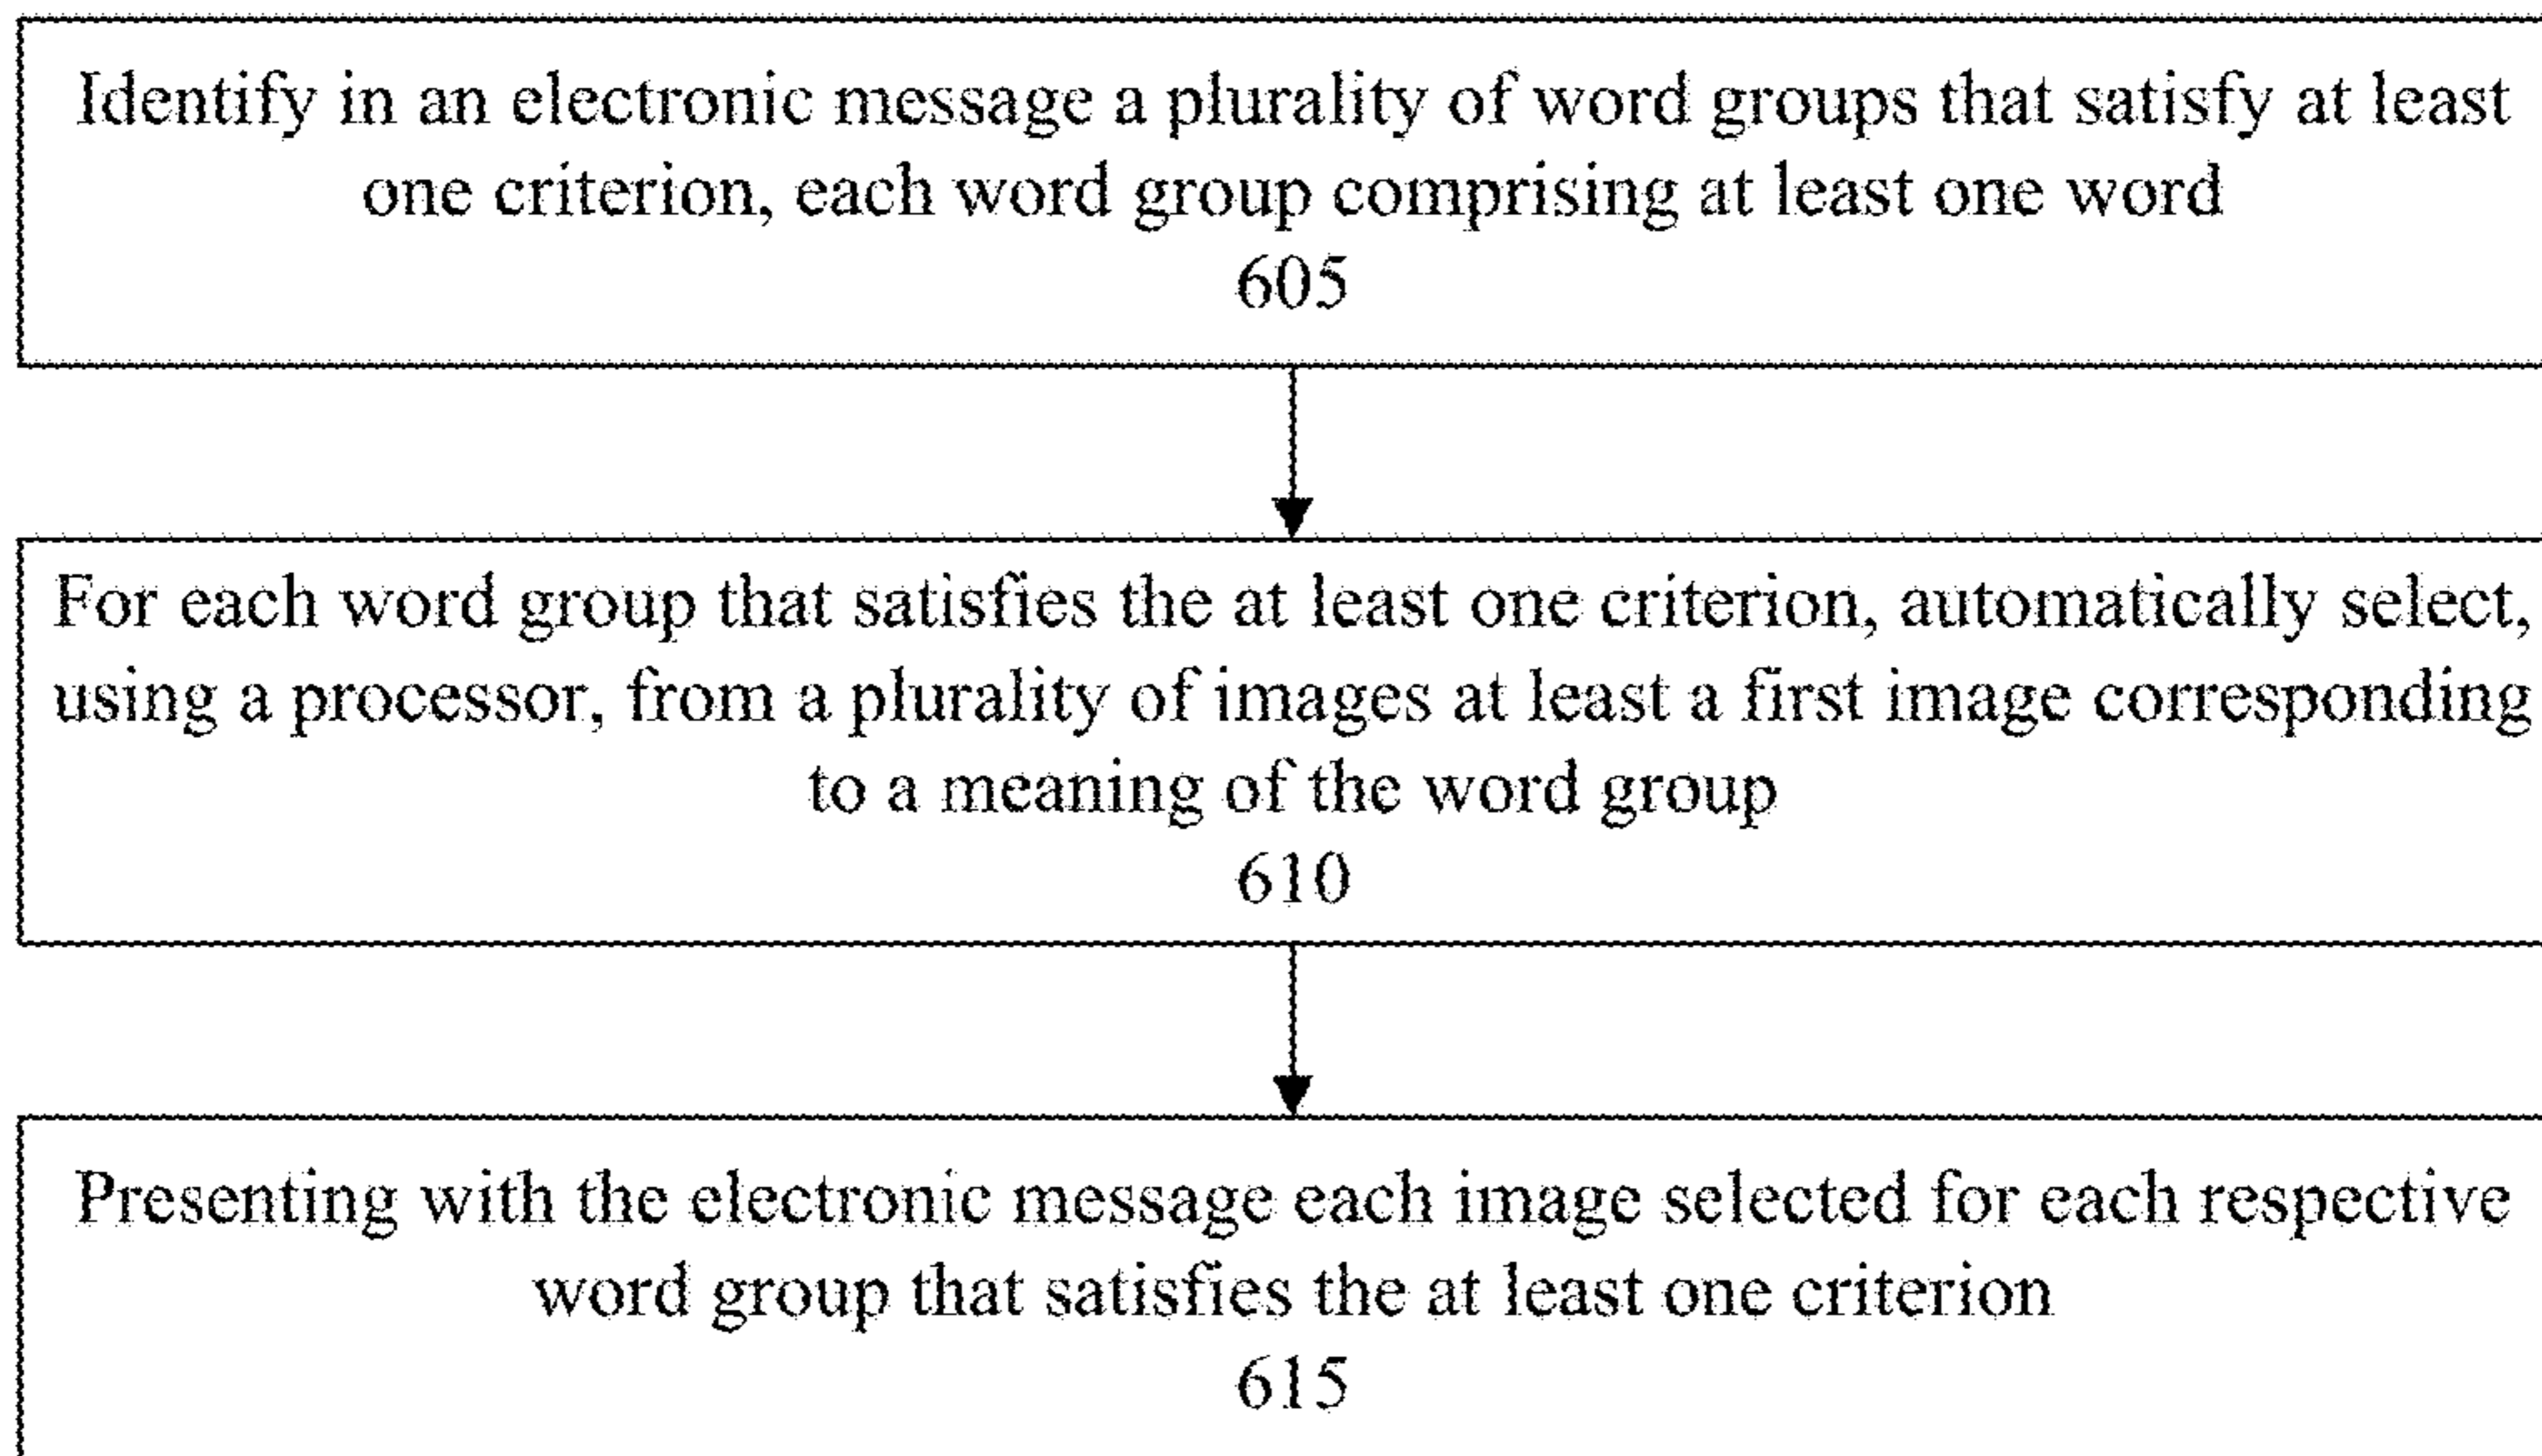 Identify in an electronic message a plurality of word groups that satisfy at least
one criterion, each word group comprising at least one word
605
For each word group that satisfies the at least one criterion, automatically select,
using a processor, from a plurality of images at least a first image corresponding
to a meaning of the word group
610
Presenting with the electronic message each image selected for each respective
word group that satisfies the at least one criterion
615